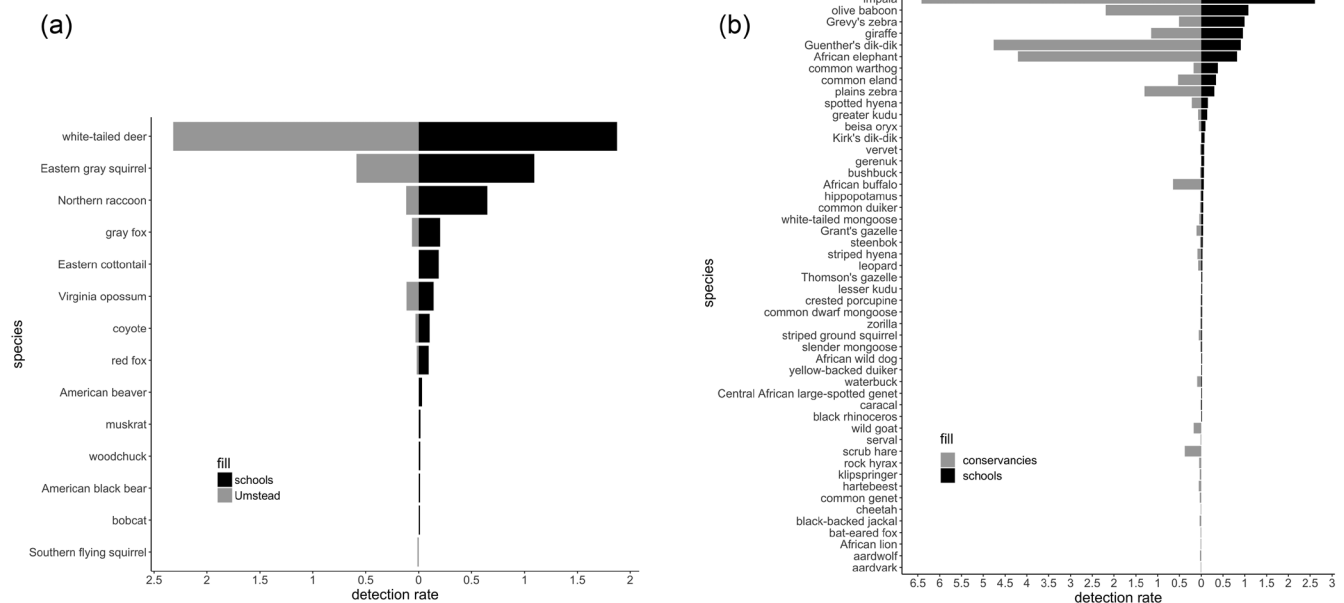 (a)
species
white-tailed deer
Eastern gray squirrel
Northern raccoon
gray fox
Eastern cottontail
Virginia opossum
coyote
red fox
American beaver
muskrat
woodchuck
American black bear
bobcat
Southern flying squirrel
fill
schools
Umstead
2.5 2 1.5 1 0.5 0 0.5 1 1.5 2
detection rate
(b)
species
impala
olive baboon
Grevy's zebra
giraffe
Guenther's dik-dik
African elephant
common warthog
common eland
plains zebra
spotted hyena
greater kudu
beisa oryx
Kirk's dik-dik
vervet
gerenuk
bushbuck
African buffalo
hippopotamus
common duiker
white-tailed mongoose
Grant's gazelle
steenbok
striped hyena
leopard
Thomson's gazelle
lesser kudu
crested porcupine
common dwarf mongoose
zorilla
striped ground squirrel
slender mongoose
African wild dog
yellow-backed duiker
waterbuck
Central African large-spotted genet
caracal
black rhinoceros
wild goat
serval
scrub hare
rock hyrax
klipspringer
hartebeest
common genet
cheetah
black-backed jackal
bat-eared fox
African lion
aardwolf
aardvark
fill
conservancies
schools
6.5 6 5.5 5 4.5 4 3.5 3 2.5 2 1.5 1 0.5 0 0.5 1 1.5 2 2.5 3
detection rate